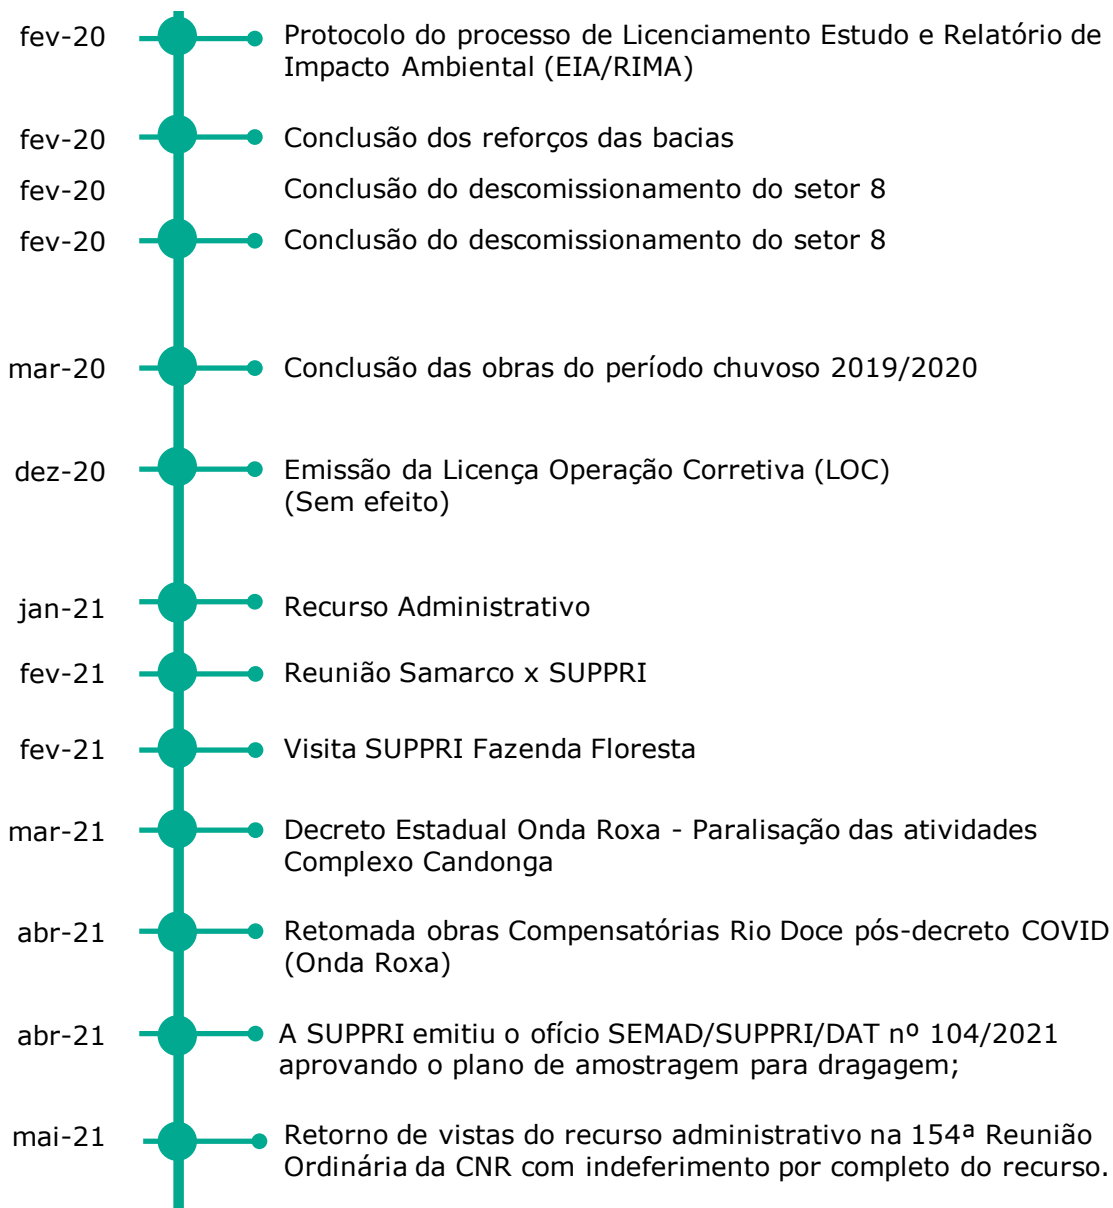 fev-20 Protocolo do processo de Licenciamento Estudo e Relatório de
Impacto Ambiental (EIA/RIMA)
fev-20 Conclusão dos reforços das bacias
fev-20 Conclusão do descomissionamento do setor 8
fev-20 Conclusão do descomissionamento do setor 8
mar-20 Conclusão das obras do período chuvoso 2019/2020
dez-20 Emissão da Licença Operação Corretiva (LOC)
(Sem efeito)
jan-21 Recurso Administrativo
fev-21 Reunião Samarco x SUPPRI
fev-21 Visita SUPPRI Fazenda Floresta
mar-21 Decreto Estadual Onda Roxa - Paralisação das atividades
Complexo Candonga
abr-21 Retomada obras Compensatórias Rio Doce pós-decreto COVID
(Onda Roxa)
abr-21 A SUPPRI emitiu o ofício SEMAD/SUPPRI/DAT nº 104/2021
aprovando o plano de amostragem para dragagem;
mai-21 Retorno de vistas do recurso administrativo na 154ª Reunião
Ordinária da CNR com indeferimento por completo do recurso.